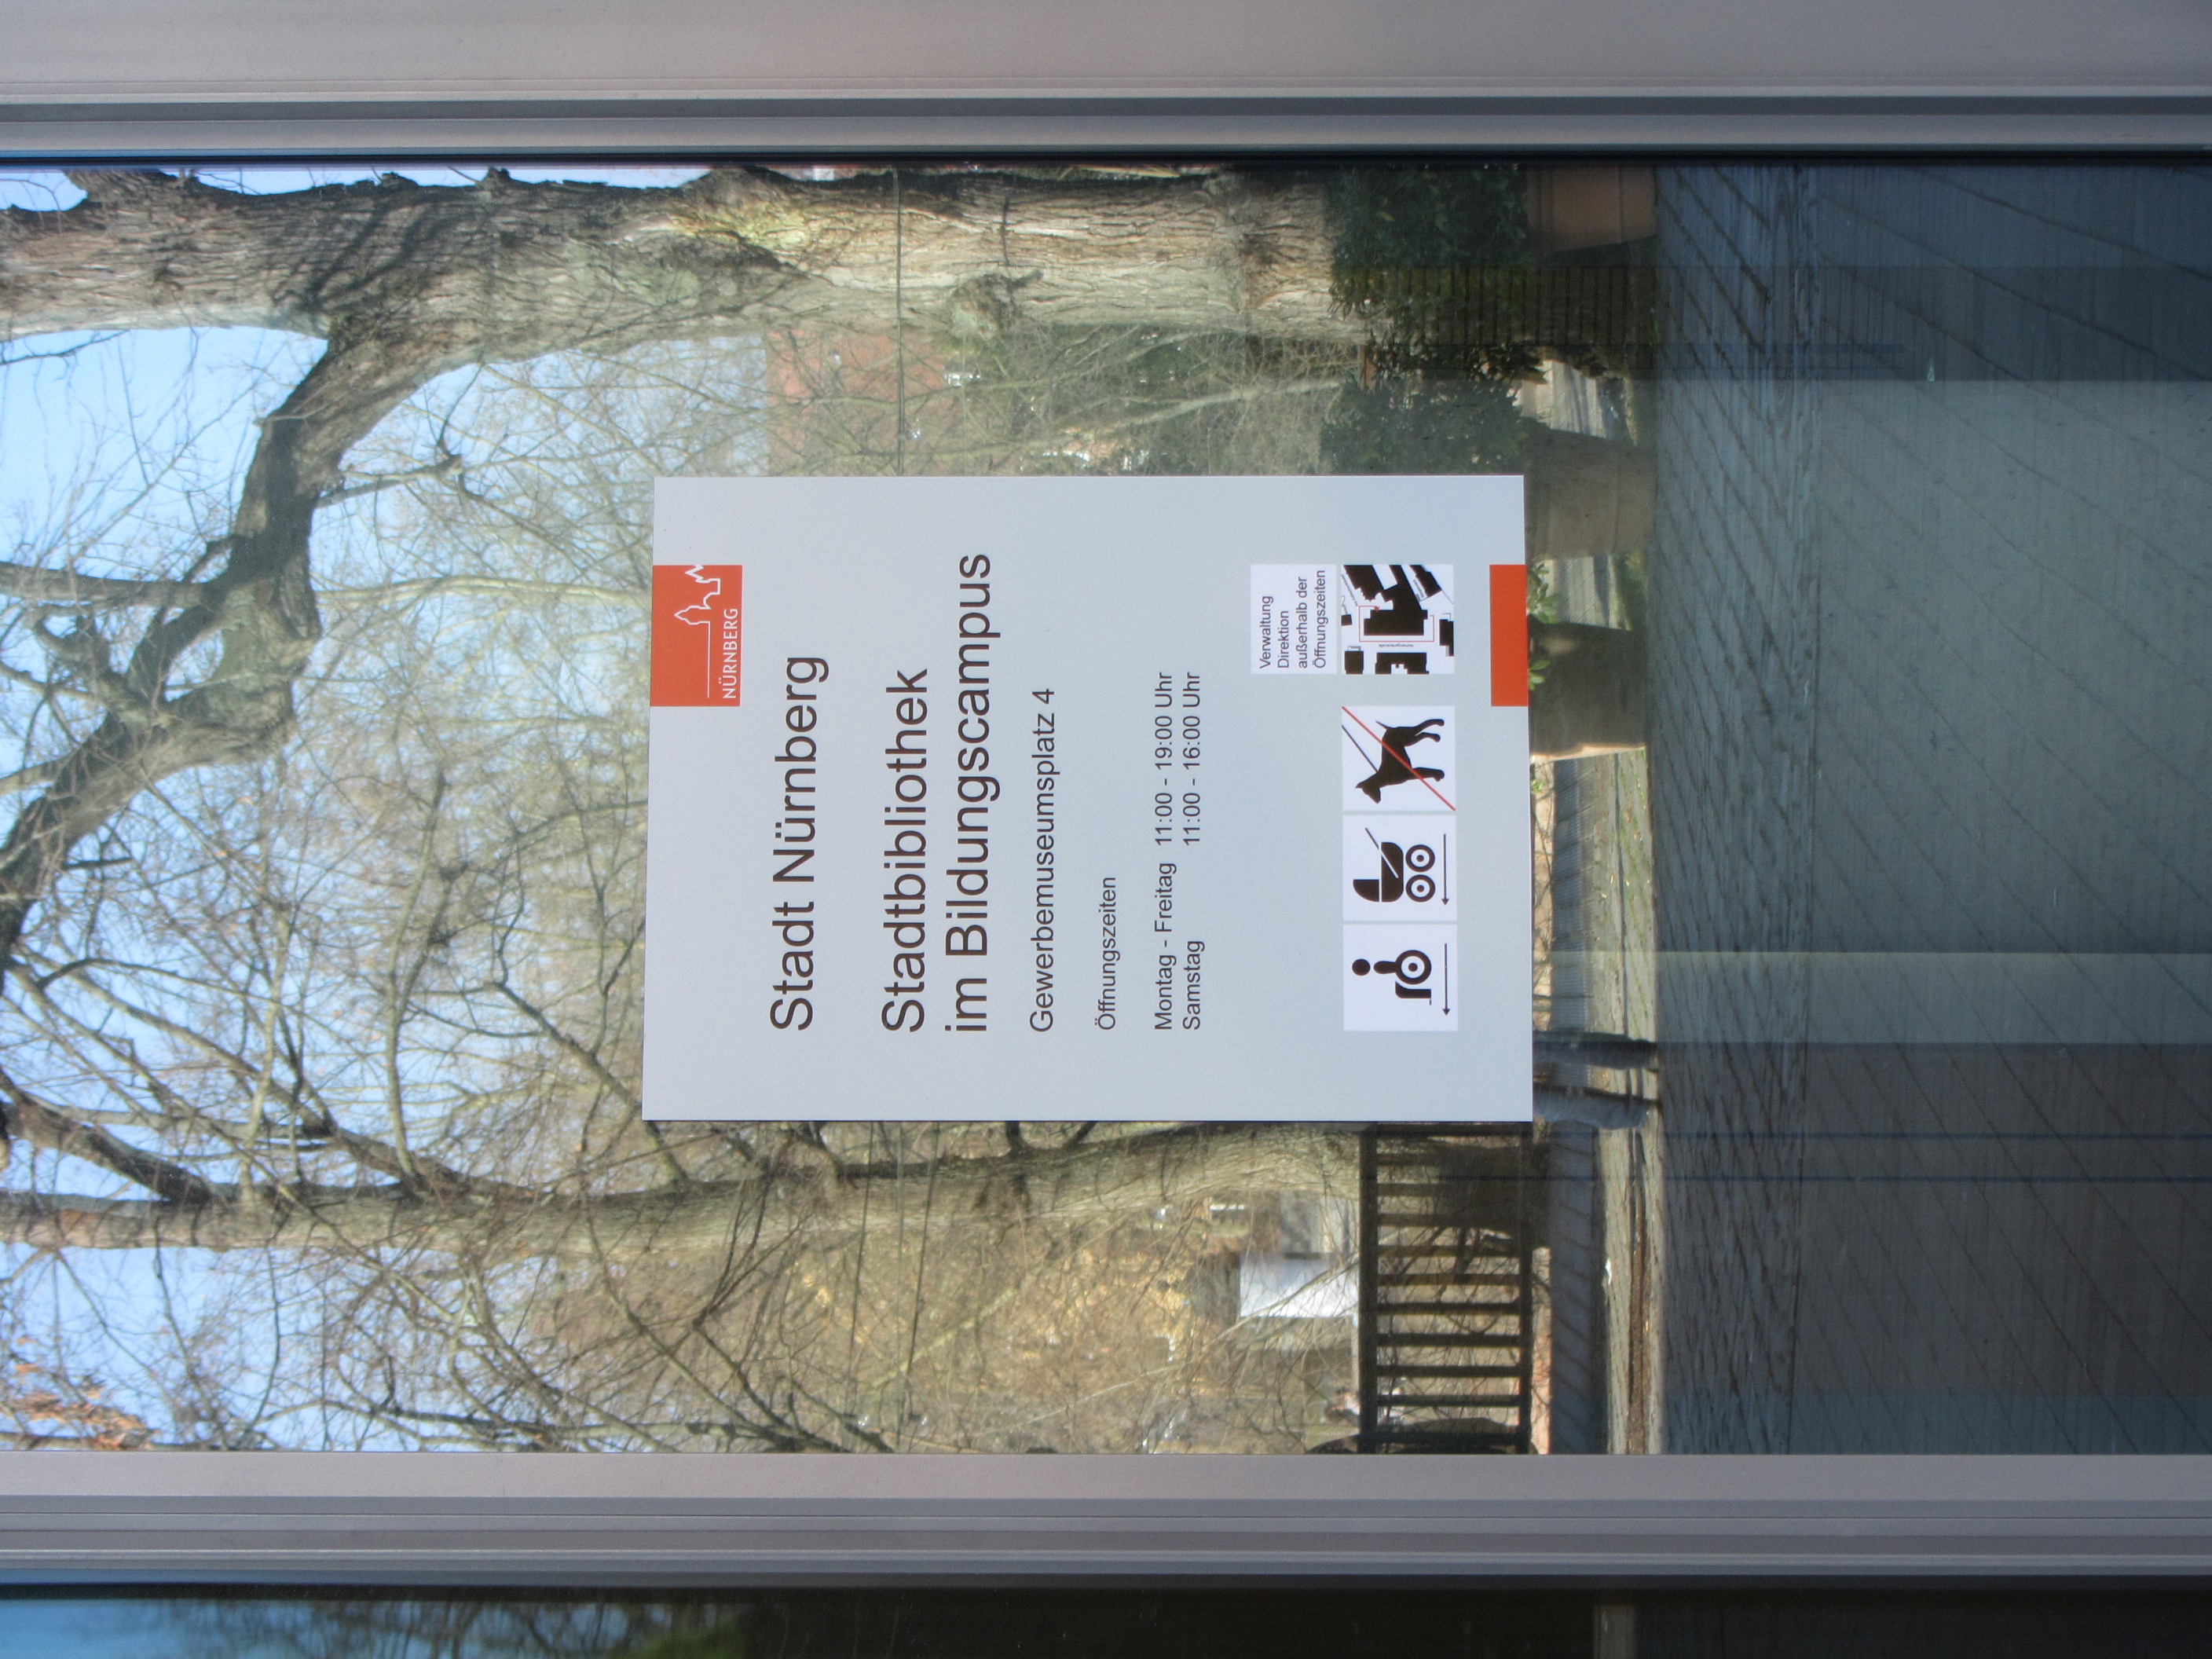 NÜRNBERG
Stadt Nürnberg
Stadtbibliothek
im Bildungscampus
Gewerbemuseumsplatz 4
Öffnungszeiten
Montag - Freitag 11:00 - 19:00 Uhr
Samstag 11:00 - 16:00 Uhr
Verwaltung
Direktion
außerhalb der
Öffnungszeiten